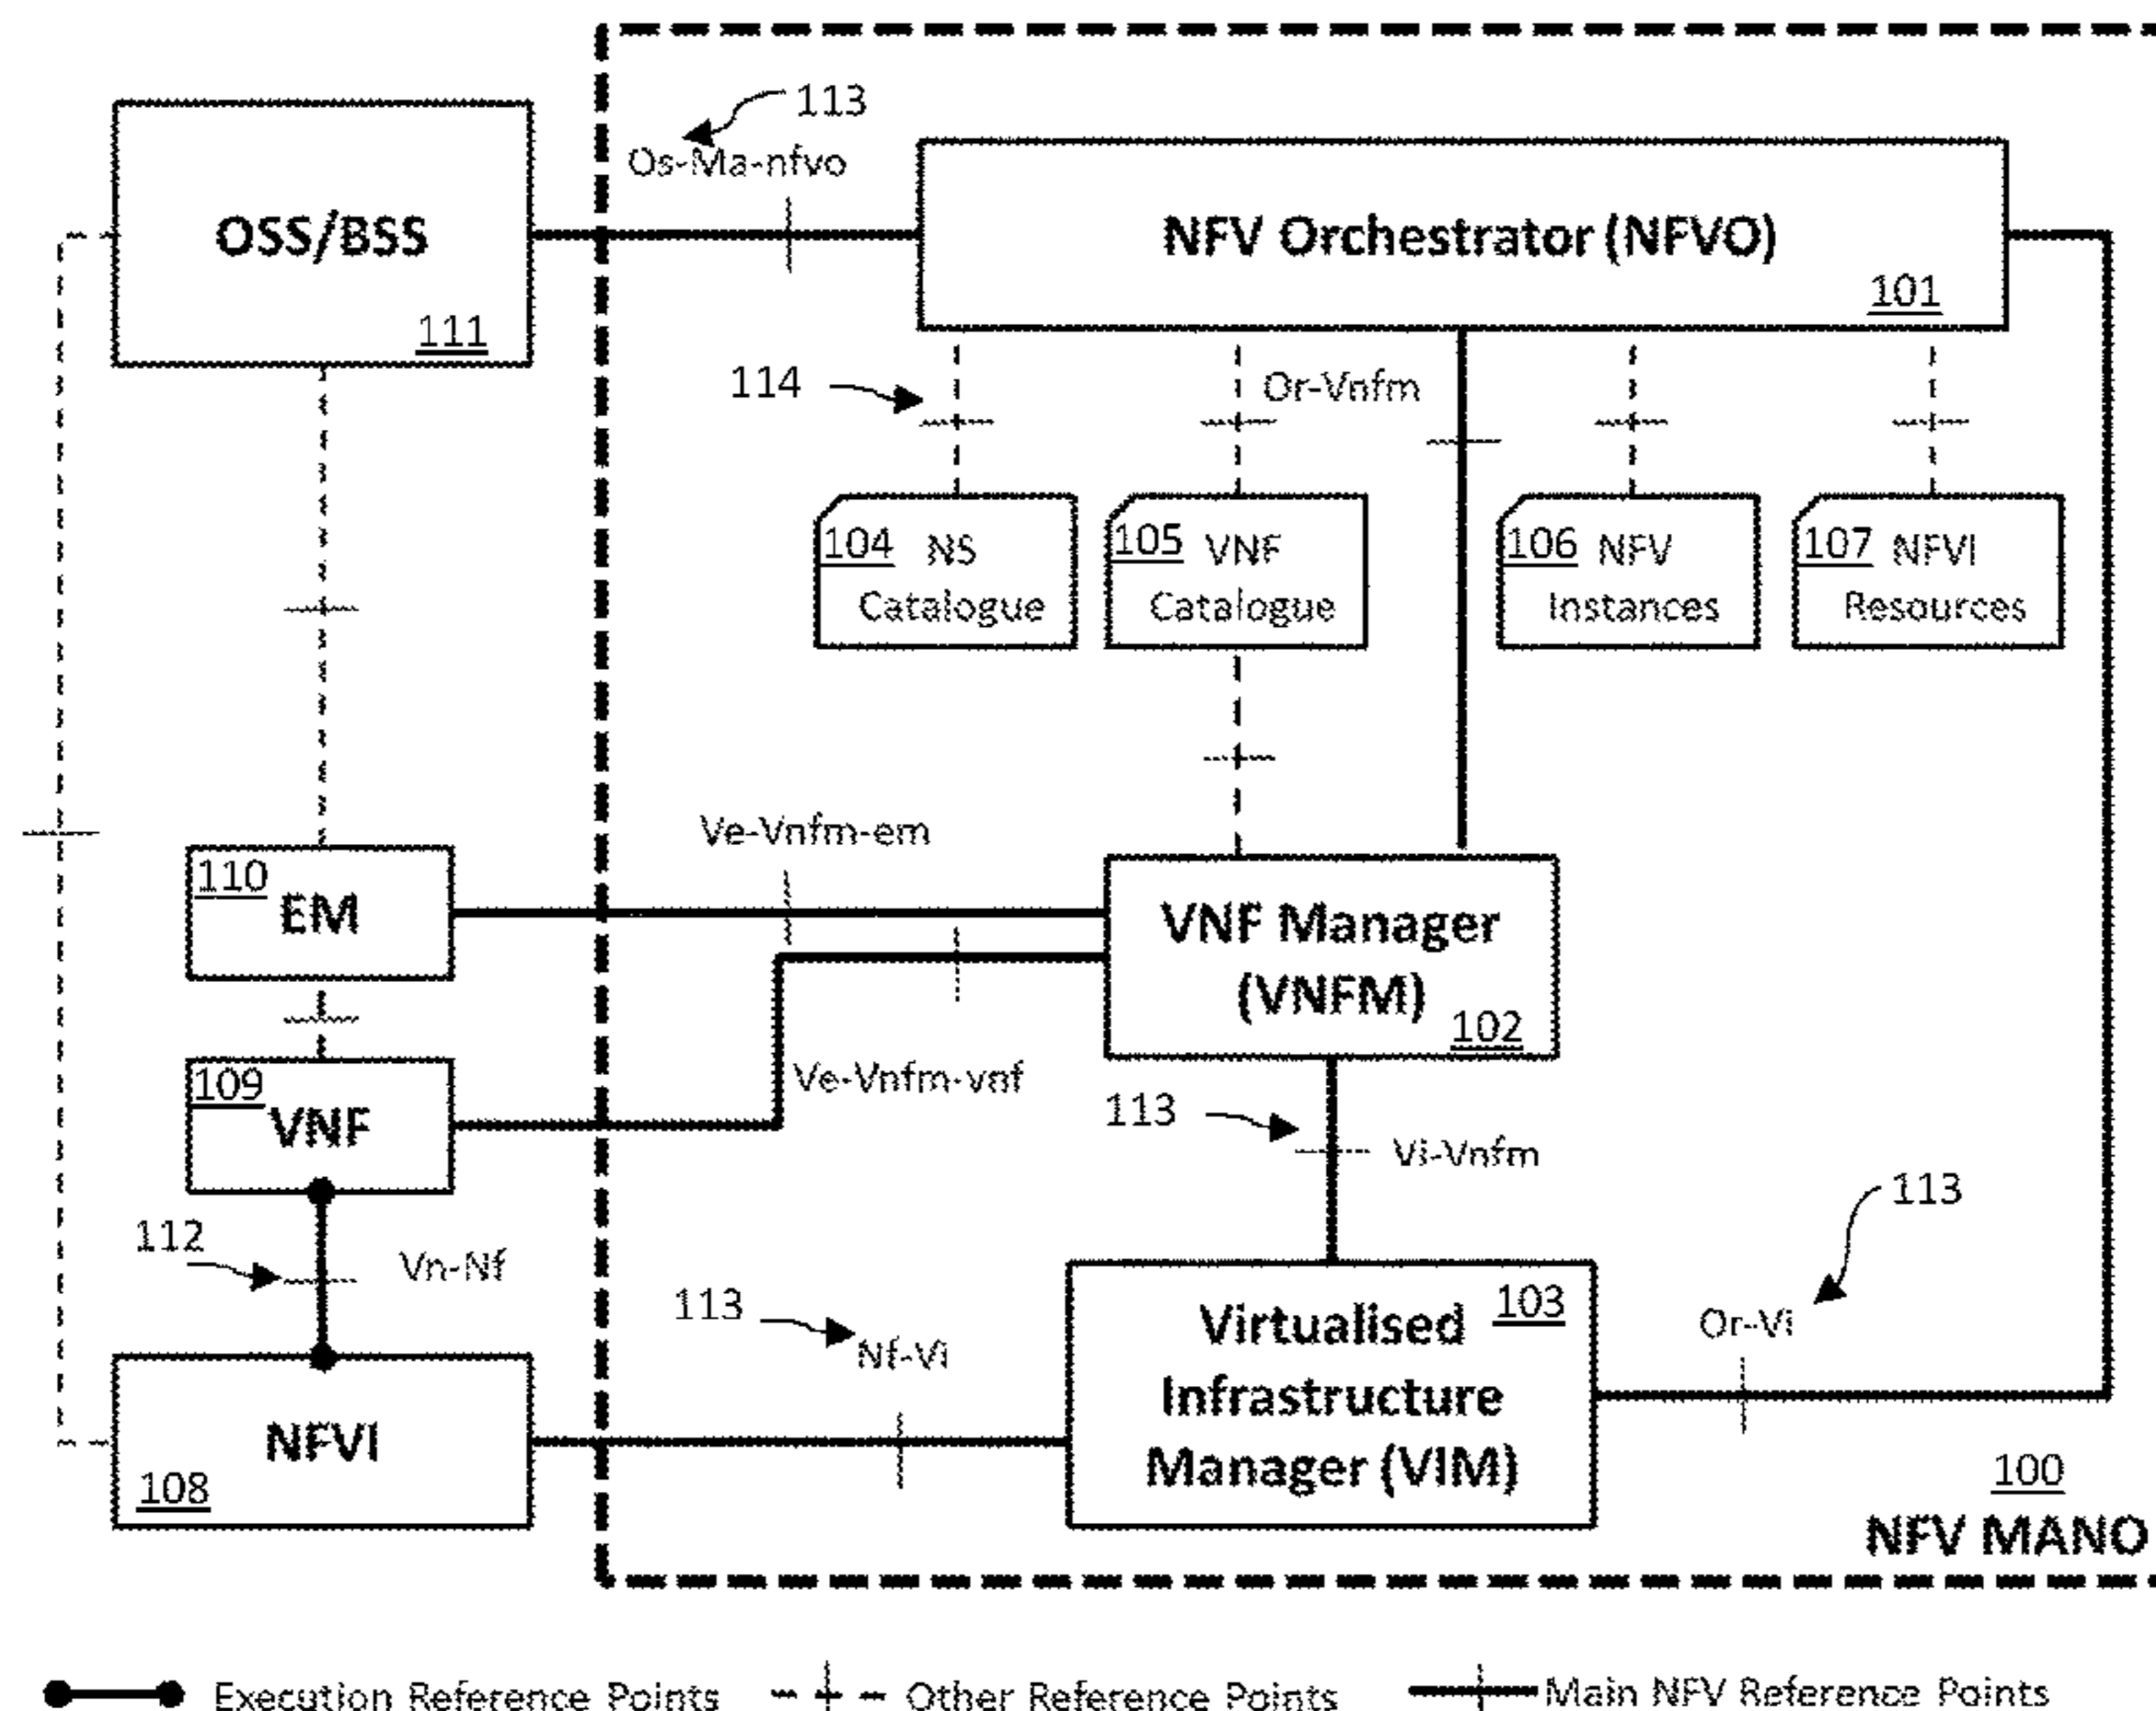 113
Os-Ma-nfvo
OSS/BSS
111
NFV Orchestrator (NFVO)
101
114
Or-Vnfm
104 NS
Catalogue
105 VNF
Catalogue
106 NFV
Instances
107 NFVI
Resources
Ve-Vnfm-em
110
EM
VNF Manager
(VNFM)
102
109
VNF
Ve-Vnfm-vnf
113
Vi-Vnfm
113
112
Vn-Nf
113
Nf-Vi
103
Virtualised
Infrastructure
Manager (VIM)
Or-Vi
NFVI
108
100
NFV MANO
Execution Reference Points
Other Reference Points
Main NFV Reference Points